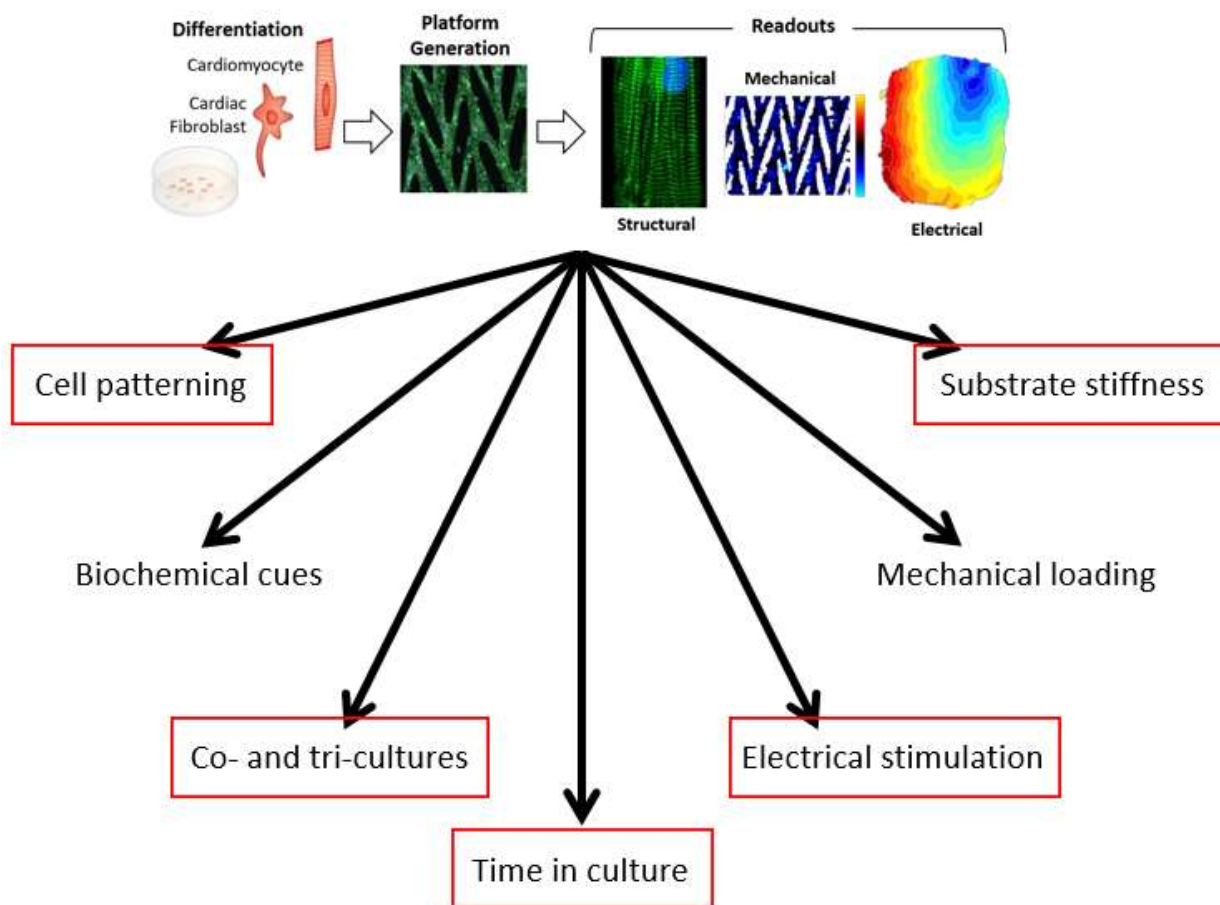 Differentiation
Cardiomyocyte
Cardiac
Fibroblast
Platform
Generation
Readouts
Mechanical
Structural
Electrical
Cell patterning
Substrate stiffness
Biochemical cues
Mechanical loading
Co- and tri-cultures
Electrical stimulation
Time in culture